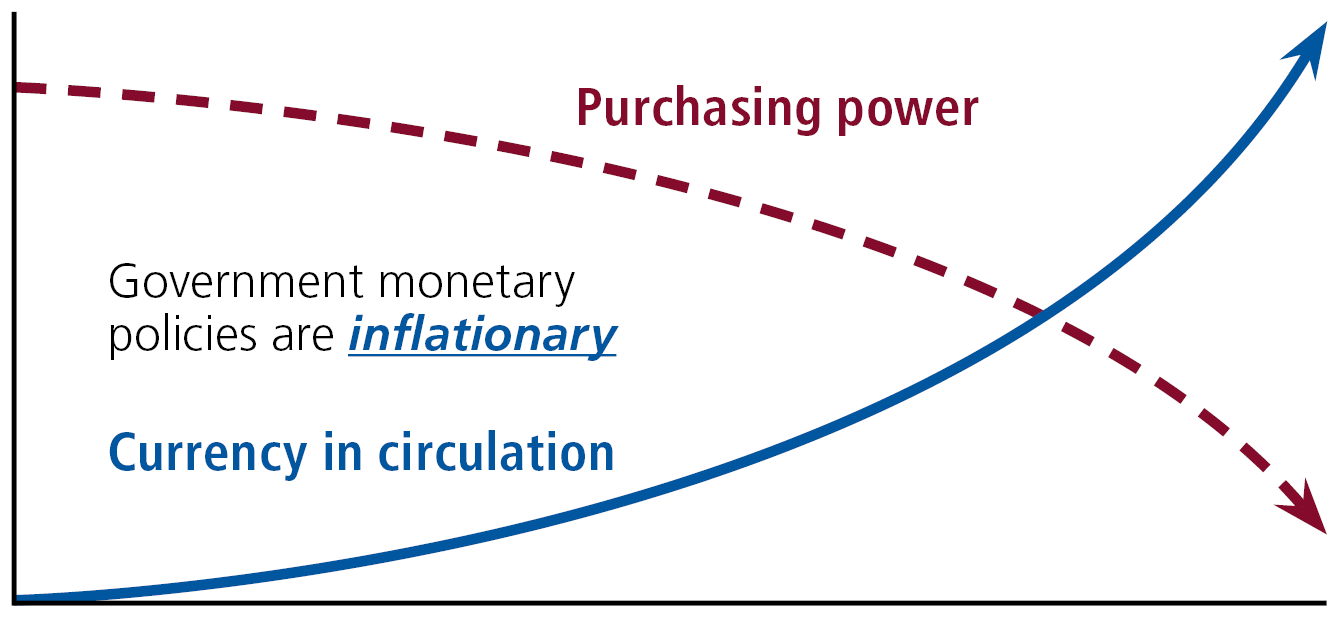 Purchasing power
Government monetary
policies are inflationary
Currency in circulation